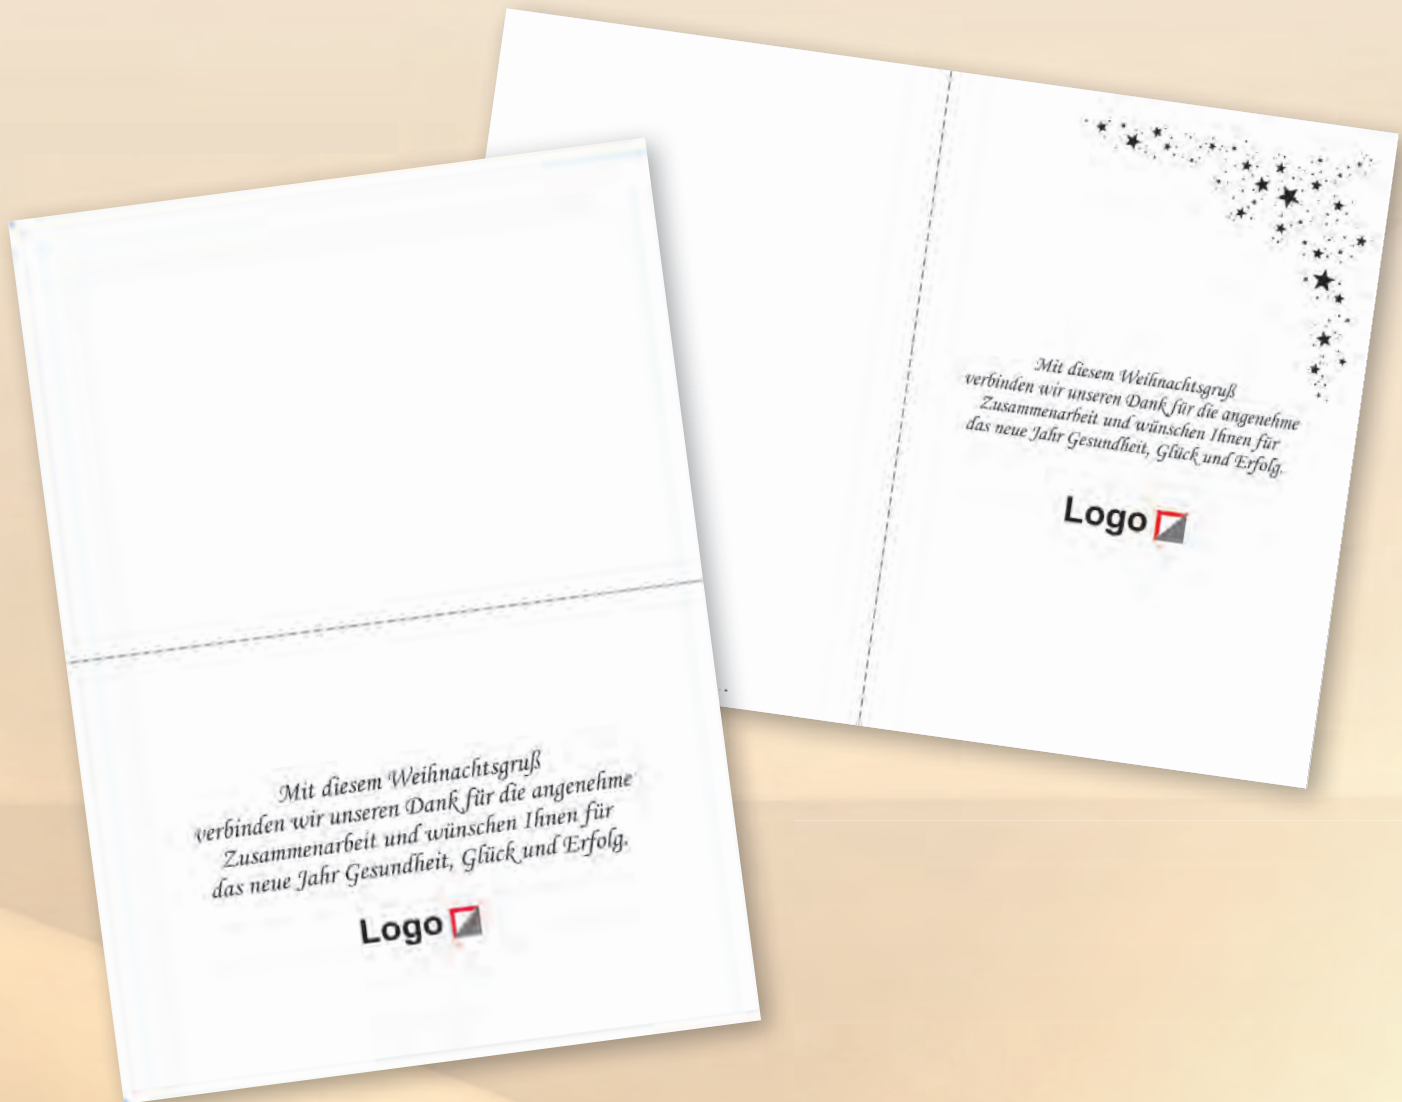 Mit diesem Weihnachtsgruß
verbinden wir unseren Dank für die angenehme
Zusammenarbeit und wünschen Ihnen für
das neue Jahr Gesundheit, Glück und Erfolg.
Logo
Mit diesem Weihnachtsgruß
verbinden wir unseren Dank für die angenehme
Zusammenarbeit und wünschen Ihnen für
das neue Jahr Gesundheit, Glück und Erfolg.
Logo